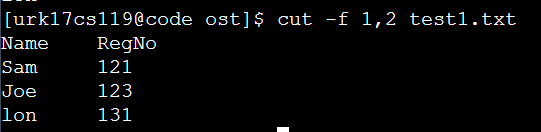 [urk17cs119@code ost]$ cut -f 1,2 test1.txt
Name    RegNo
Sam     121
Joe     123
lon     131